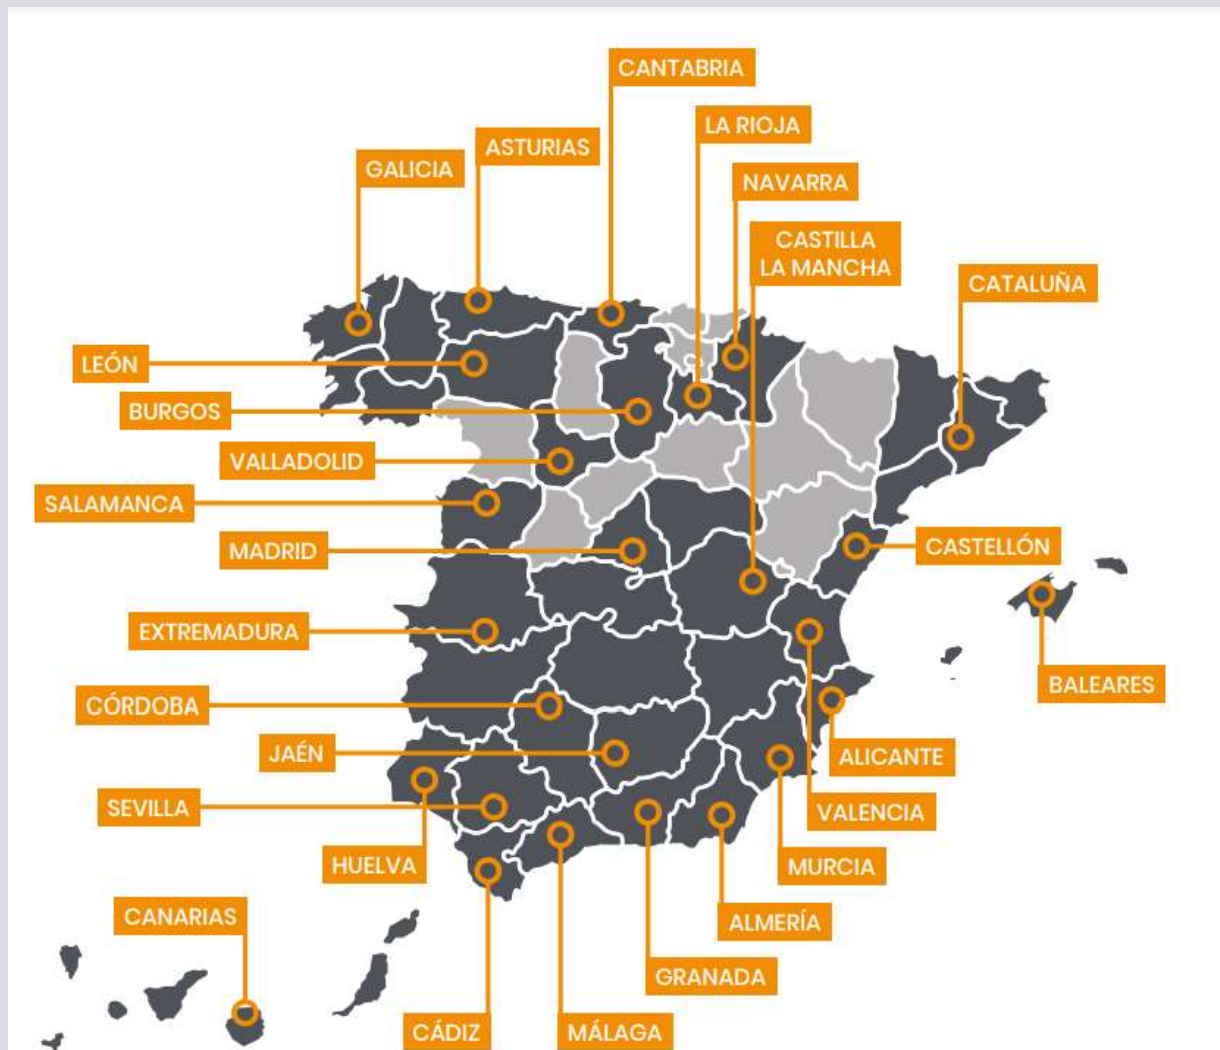 CANTABRIA
LA RIOJA
ASTURIAS
GALICIA
NAVARRA
CASTILLA
LA MANCHA
CATALUÑA
LEÓN
BURGOS
VALLADOLID
SALAMANCA
MADRID
CASTELLÓN
EXTREMADURA
BALEARES
CÓRDOBA
JAÉN
ALICANTE
SEVILLA
VALENCIA
HUELVA
MURCIA
CANARIAS
ALMERÍA
GRANADA
CÁDIZ
MÁLAGA